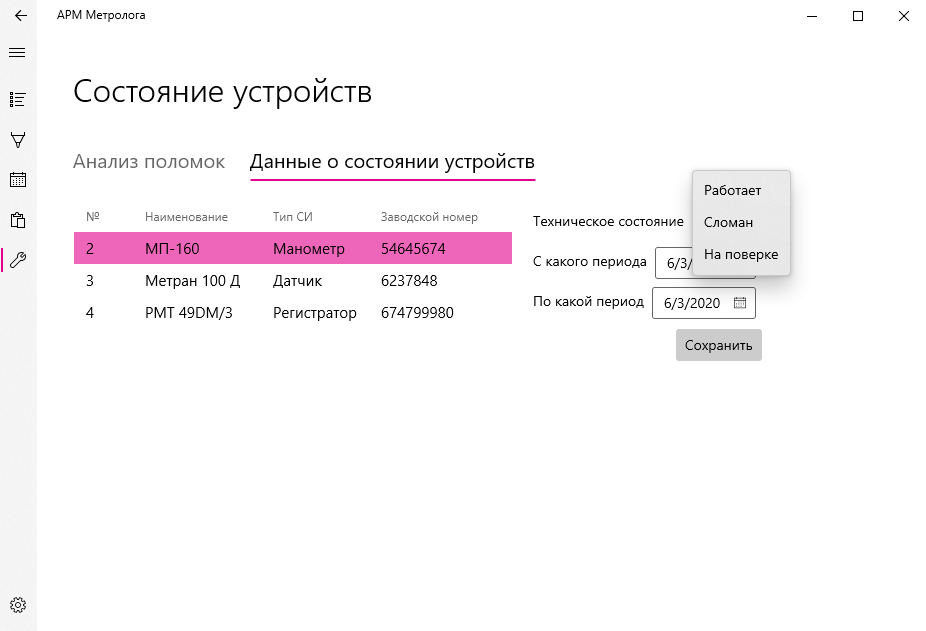 АРМ Метролога
Состояние устройств
Анализ поломок Данные о состоянии устройств
№ Наименование Тип СИ Заводской номер
2 МП-160 Манометр 54645674
3 Метран 100 Д Датчик 6237848
4 РМТ 49DM/3 Регистратор 674799980
Техническое состояние
Работает
Сломан
На поверке
С какого периода 6/3/
По какой период 6/3/2020
Сохранить